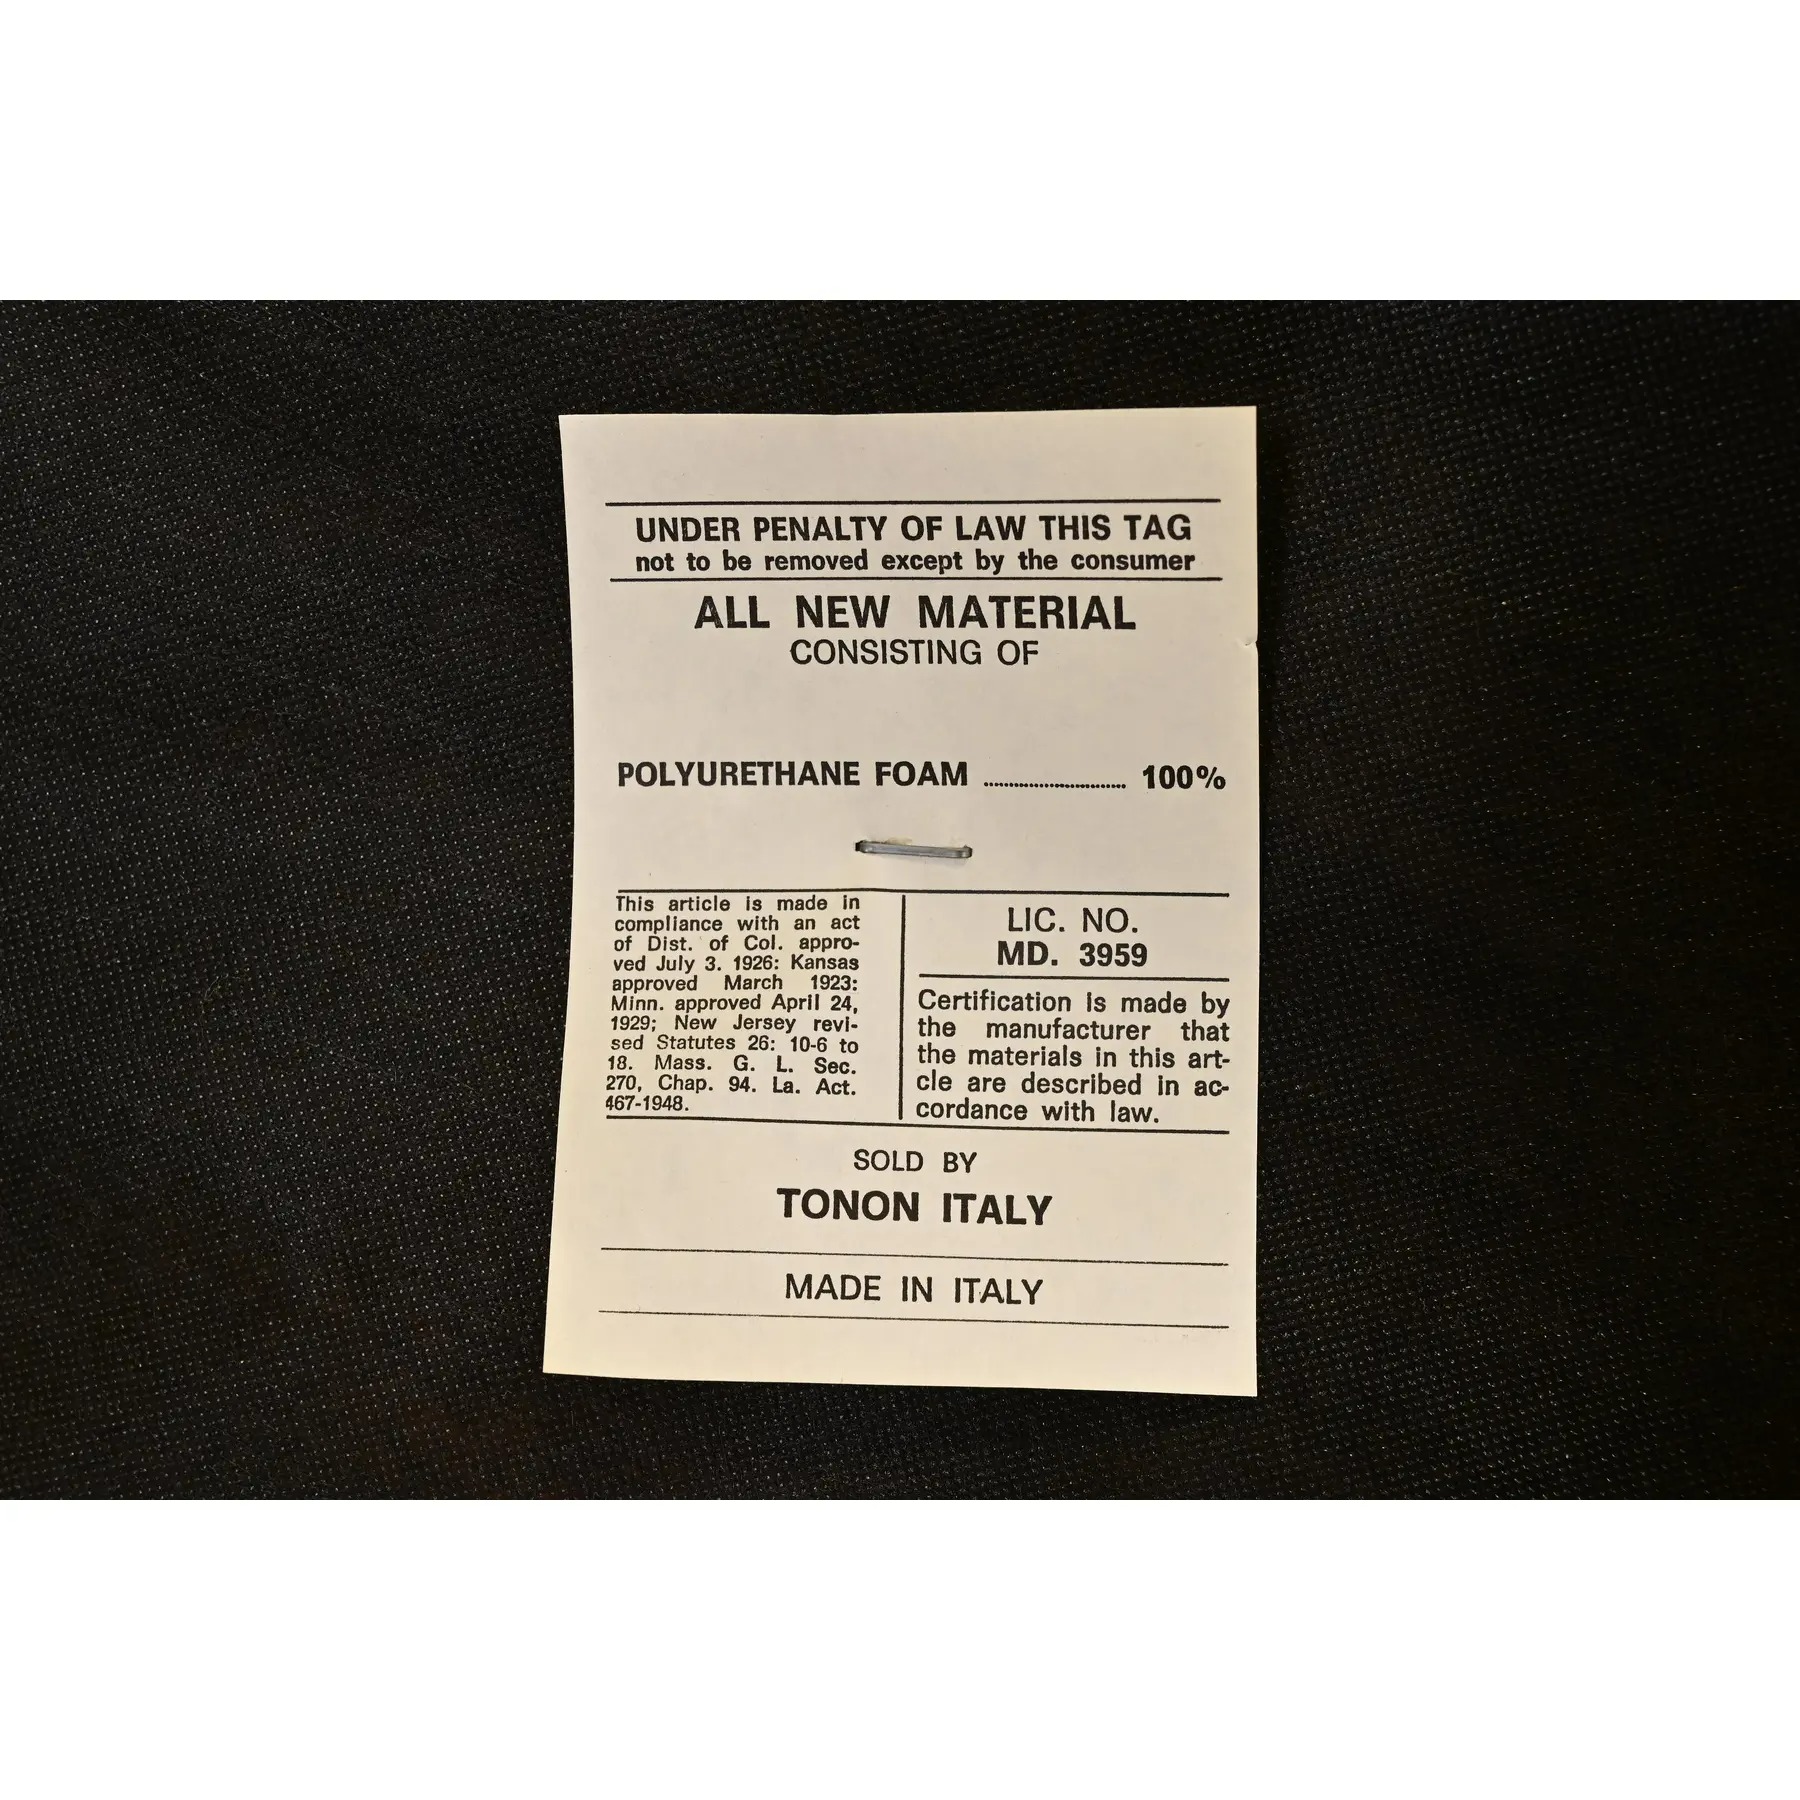 UNDER PENALTY OF LAW THIS TAG
not to be removed except by the consumer
ALL NEW MATERIAL
CONSISTING OF
POLYURETHANE FOAM ............................ 100%
This article is made in
compliance with an act
of Dist. of Col. appro-
ved July 3. 1926: Kansas
approved March 1923:
Minn. approved April 24,
1929; New Jersey revi-
sed Statutes 26: 10-6 to
18. Mass. G. L. Sec.
270, Chap. 94. La. Act.
467-1948.
LIC. NO.
MD. 3959
Certification is made by
the manufacturer that
the materials in this art-
cle are described in ac-
cordance with law.
SOLD BY
TONON ITALY
MADE IN ITALY